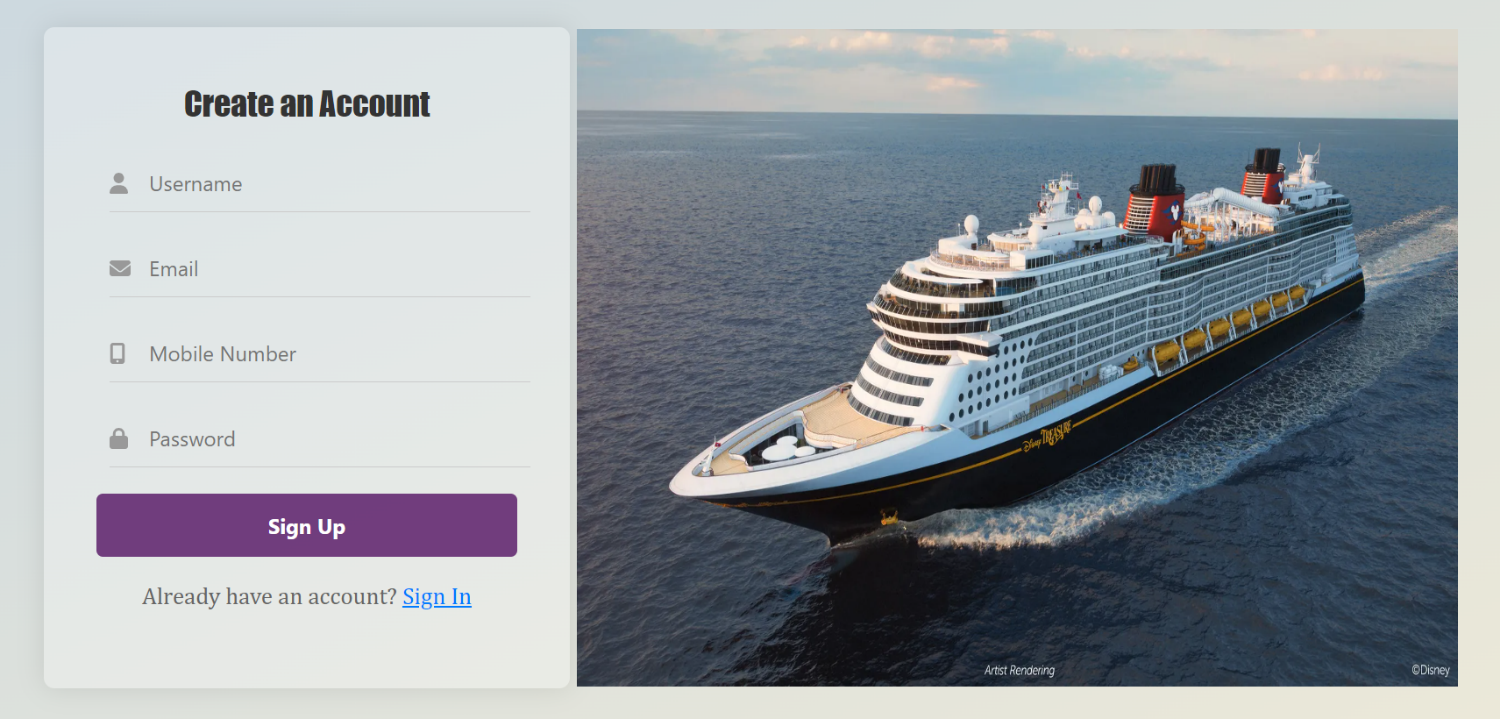 Create an Account
Username
Email
Mobile Number
Password
Sign Up
Already have an account? Sign In
Disney TREASURE
Artist Rendering
©Disney